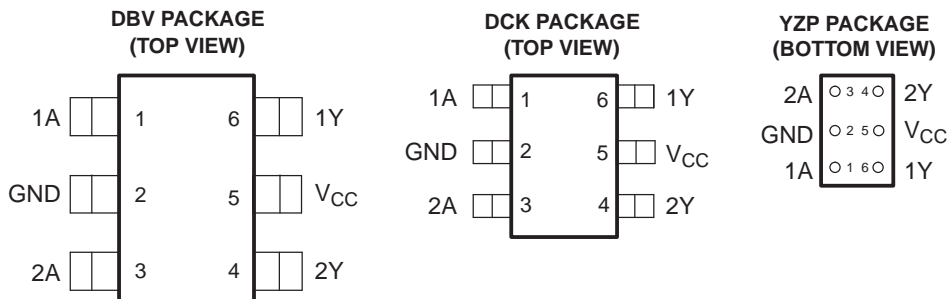 DBV PACKAGE
(TOP VIEW)
1A 1 6 1Y
GND 2 5 VCC
2A 3 4 2Y
DCK PACKAGE
(TOP VIEW)
1A 1 6 1Y
GND 2 5 VCC
2A 3 4 2Y
YZP PACKAGE
(BOTTOM VIEW)
2A 3 4 2Y
GND 2 5 VCC
1A 1 6 1Y